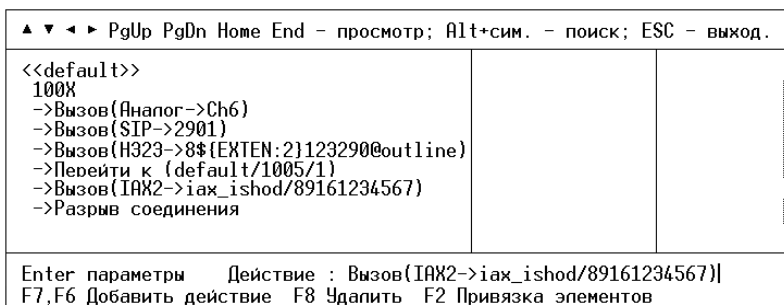 ▲ ▼ ◄ ► PgUp PgDn Home End – просмотр; Alt+сим. – поиск; ESC – выход.
<<default>>
100X
->Вызов(Аналог->Ch6)
->Вызов(SIP->2901)
->Вызов(H323->8${EXTEN:2}123290@outline)
->Перейти к (default/1005/1)
->Вызов(IAX2->iax_ishod/89161234567)
->Разрыв соединения
Enter параметры Действие : Вызов(IAX2->iax_ishod/89161234567)
F7,F6 Добавить действие F8 Удалить F2 Привязка элементов